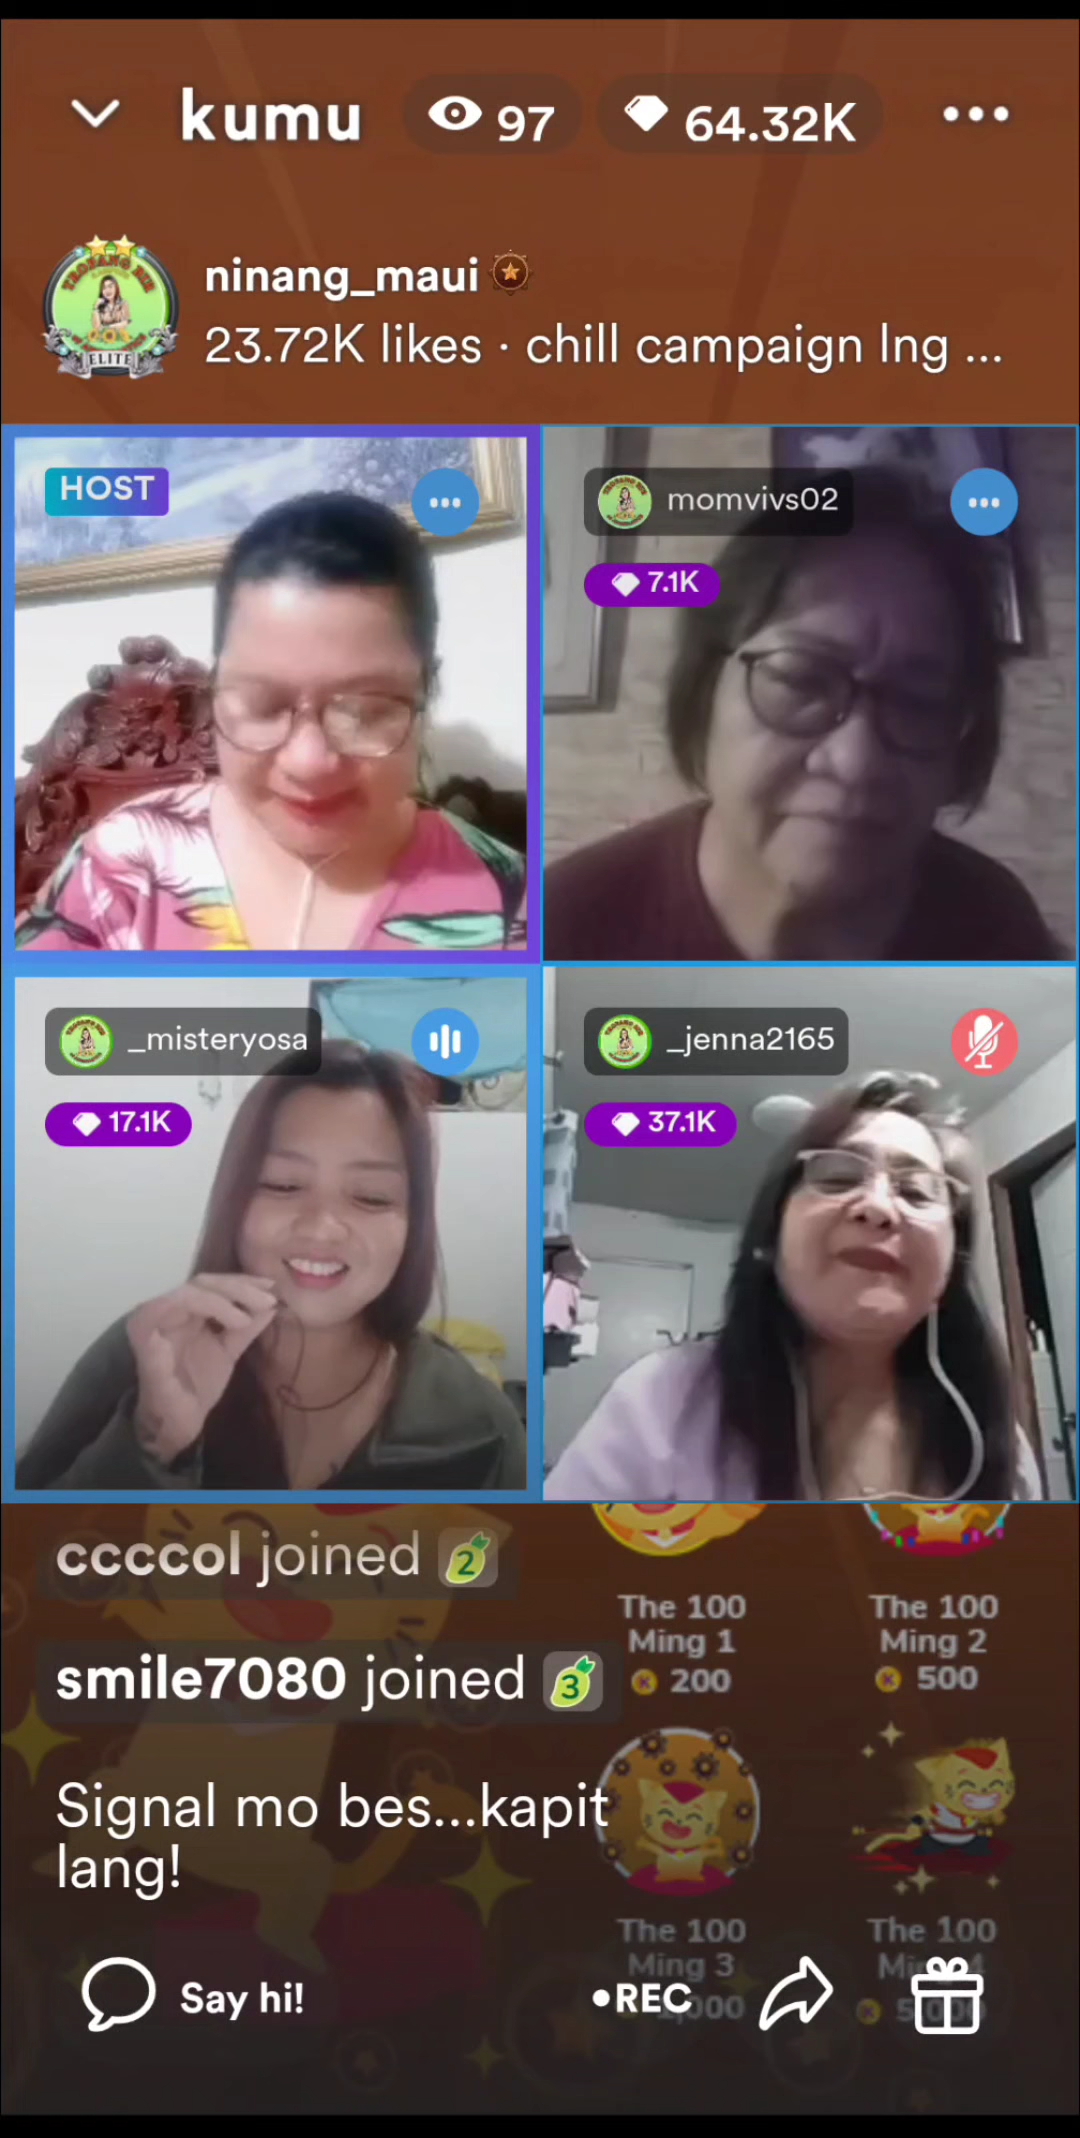 kumu 97 64.32K
ninang_maui
23.72K likes · chill campaign lng ...
HOST
momvivs02
7.1K
_misteryosa
17.1K
_jenna2165
37.1K
ELITE
ccccol joined 2
smile7080 joined 3
Signal mo bes...kapit
lang!
The 100
Ming 1
200
The 100
Ming 2
500
The 100
Ming 3
The 100
Say hi!
•REC